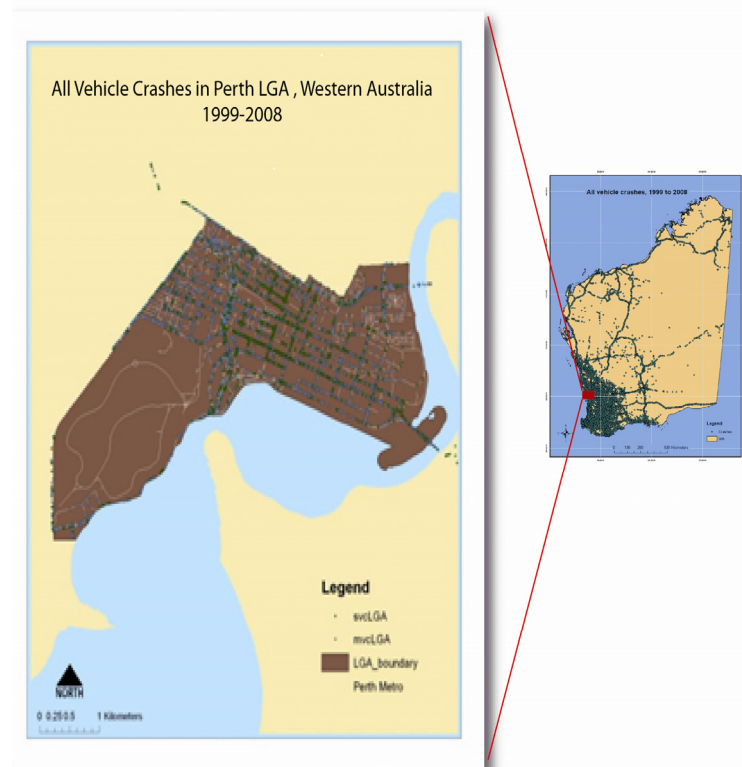 All Vehicle Crashes in Perth LGA , Western Australia
1999-2008
Legend
svcLGA
mvcLGA
LGA_boundary
Perth Metro
NORTH
0 0.25 0.5 1 Kilometers
All vehicle crushes, 1999 to 2008
Legend
Crashes